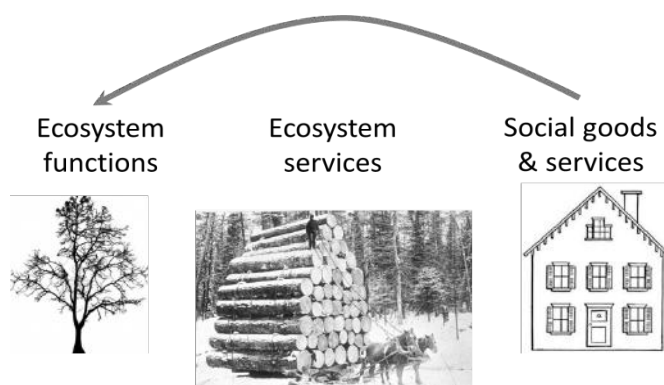 Ecosystem
functions
Ecosystem
services
Social goods
& services